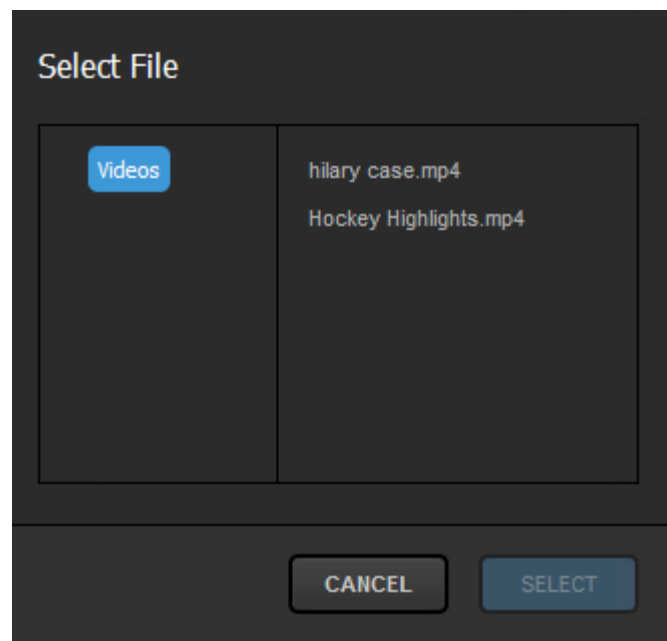 Select File
Videos
hilary case.mp4
Hockey Highlights.mp4
CANCEL
SELECT